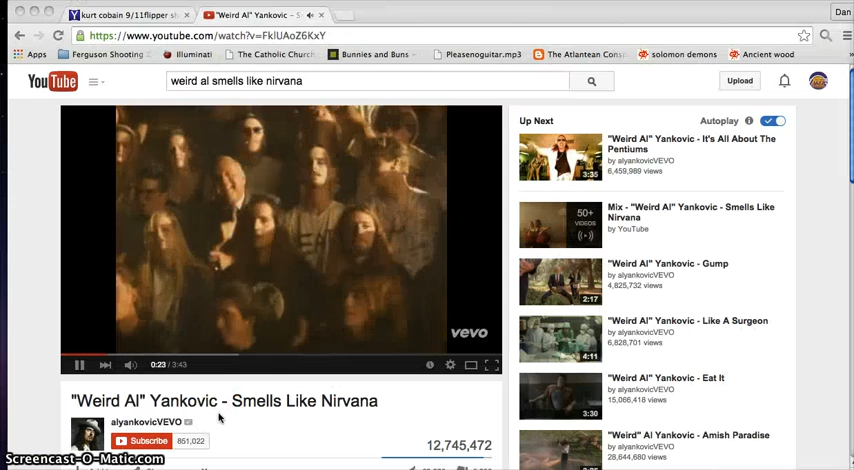 kurt cobain 9/11flipper sh
"Weird Al" Yankovic - S
Dan
https://www.youtube.com/watch?v=FklUAoZ6KxY
Apps
Ferguson Shooting
Illuminati
The Catholic Church
Bunnies and Buns
Pleasenoguitar.mp3
The Atlantean Cons
solomon demons
Ancient wood
YouTube
weird al smells like nirvana
Upload
Up Next
Autoplay
"Weird Al" Yankovic - It's All About The
Pentiums
by alyankovicVEVO
6,459,989 views
3:35
Mix - "Weird Al" Yankovic - Smells Like
Nirvana
by YouTube
50+
VIDEOS
"Weird Al" Yankovic - Gump
by alyankovicVEVO
4,825,732 views
2:17
"Weird Al" Yankovic - Like A Surgeon
by alyankovicVEVO
6,828,701 views
4:11
"Weird Al" Yankovic - Eat It
by alyankovicVEVO
15,066,418 views
3:30
"Weird" Al Yankovic - Amish Paradise
by alyankovicVEVO
28,644,680 views
vevo
0:23 / 3:43
"Weird Al" Yankovic - Smells Like Nirvana
alyankovicVEVO
Subscribe
851,022
12,745,472
Screencast-O-Matic.com